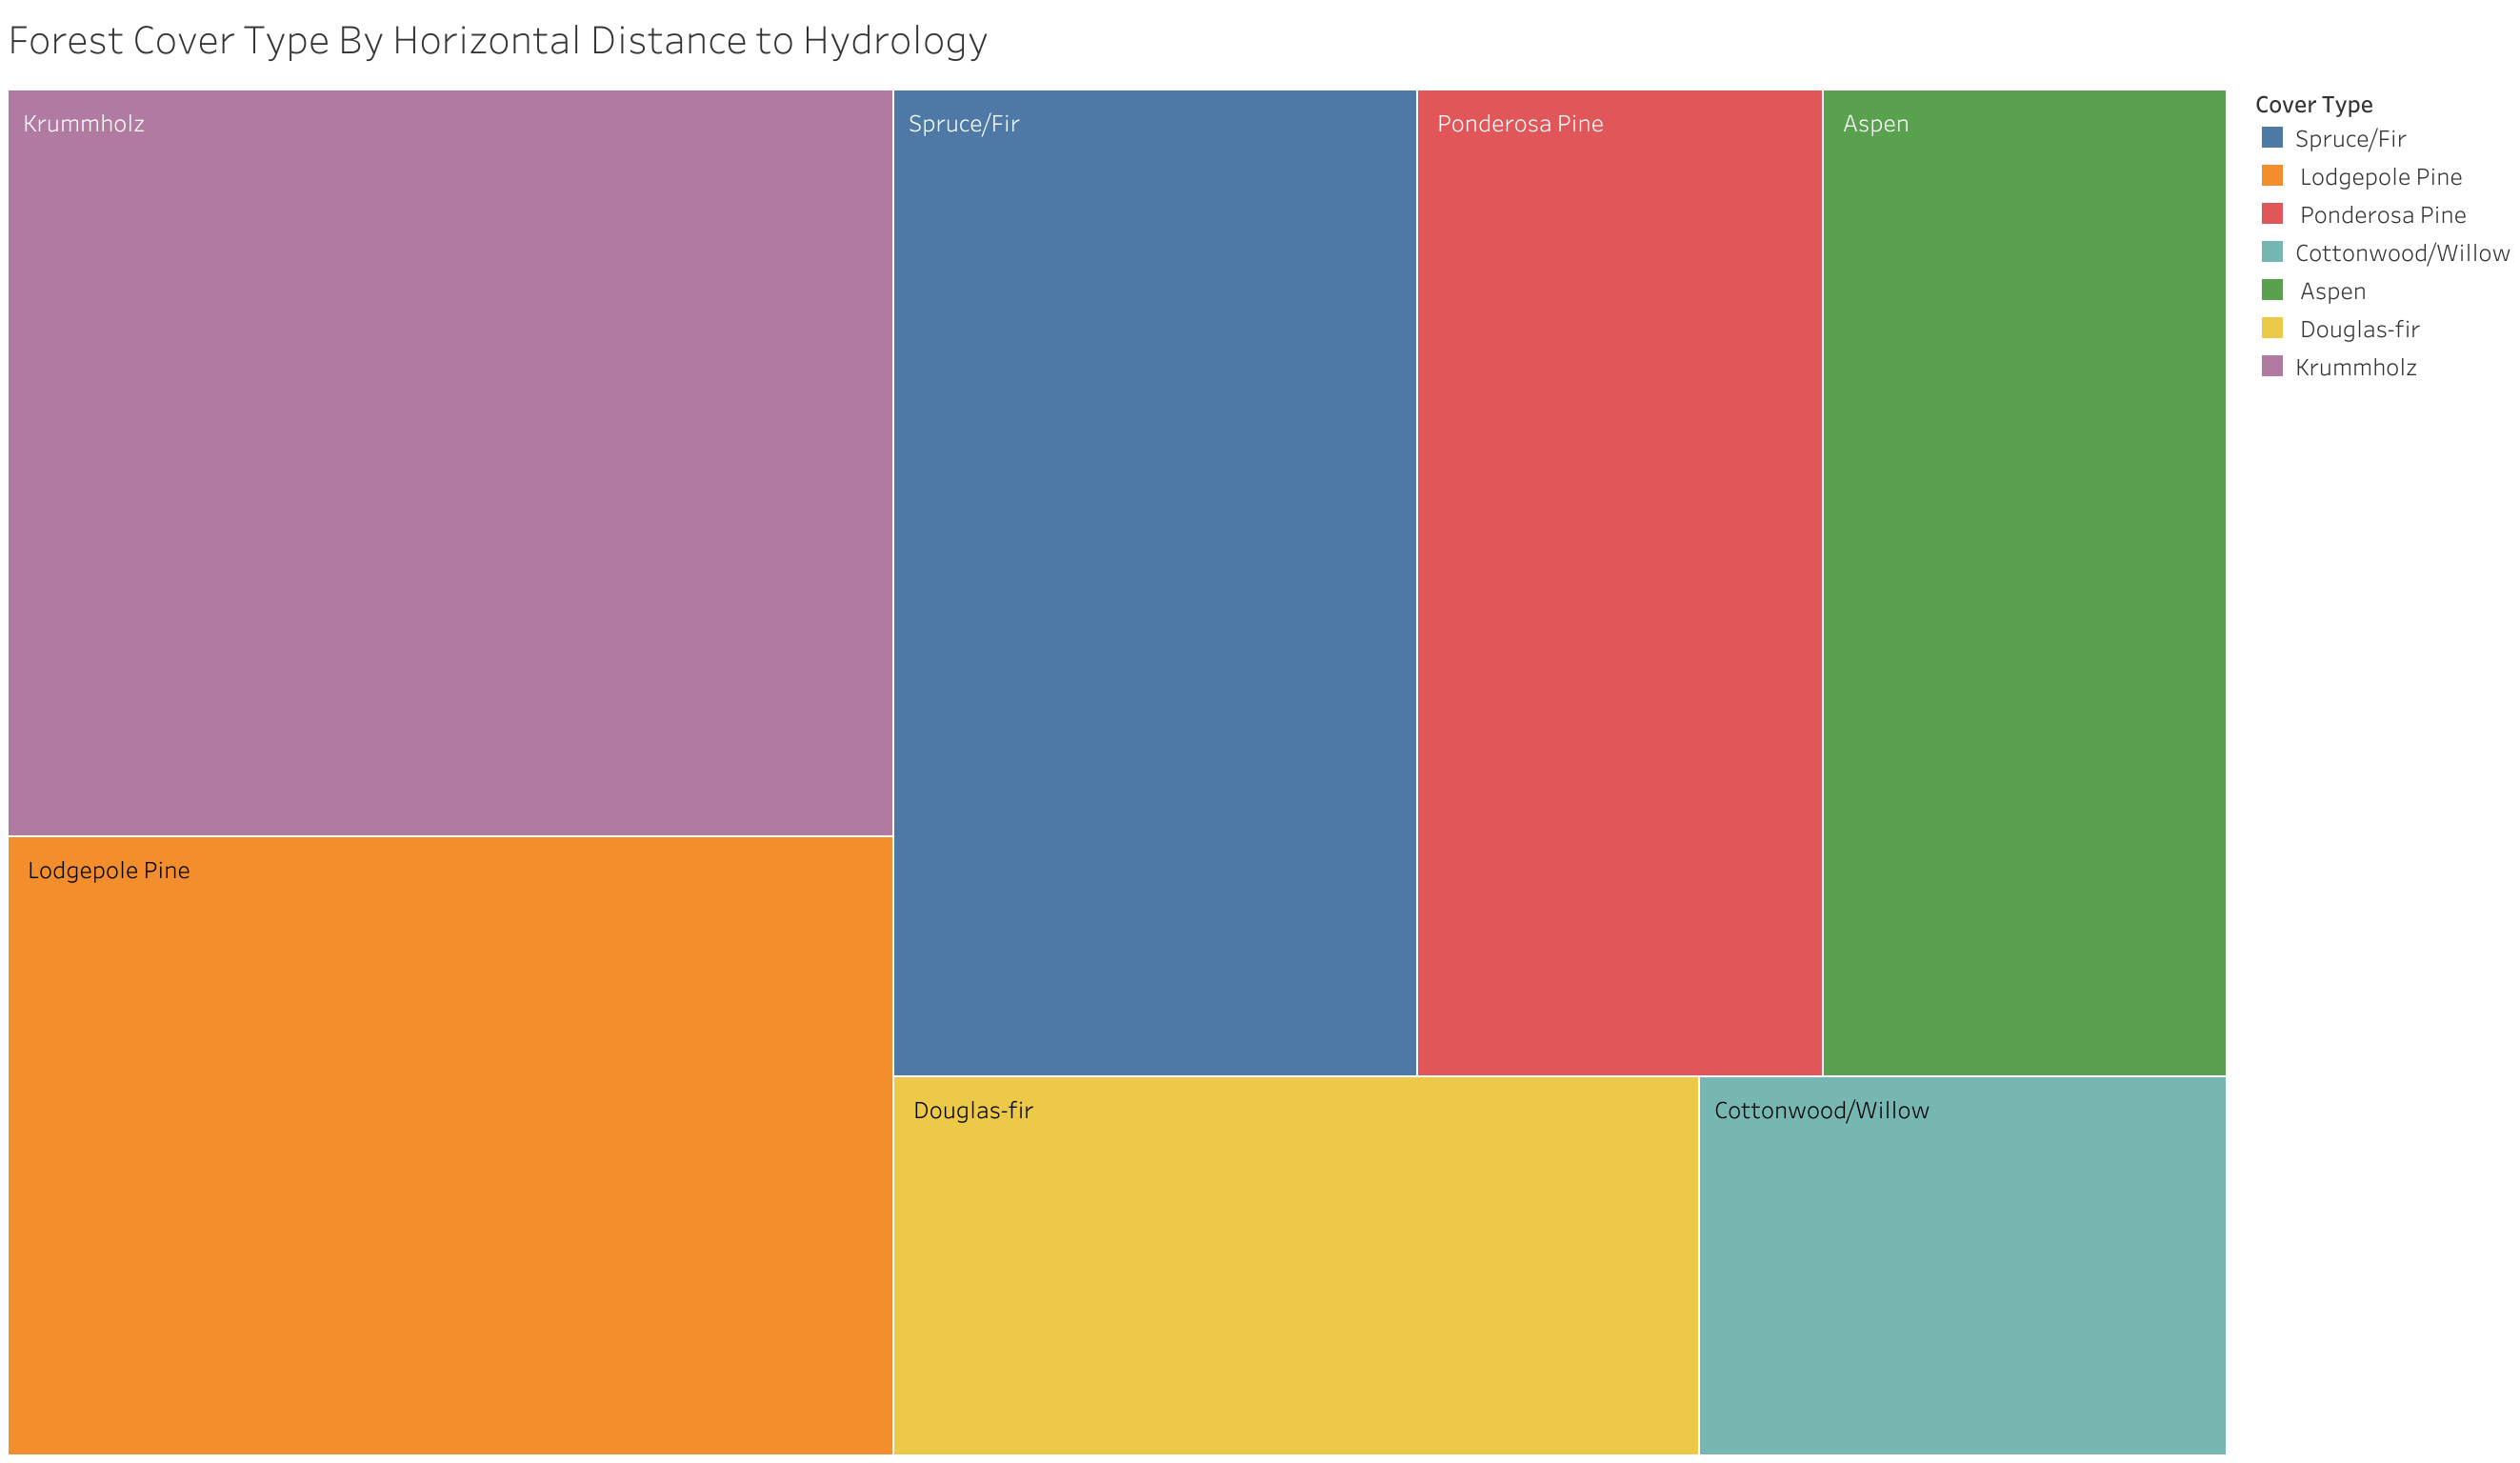 Forest Cover Type By Horizontal Distance to Hydrology
Krummholz
Spruce/Fir
Ponderosa Pine
Aspen
Lodgepole Pine
Douglas-fir
Cottonwood/Willow
Cover Type
Spruce/Fir
Lodgepole Pine
Ponderosa Pine
Cottonwood/Willow
Aspen
Douglas-fir
Krummholz